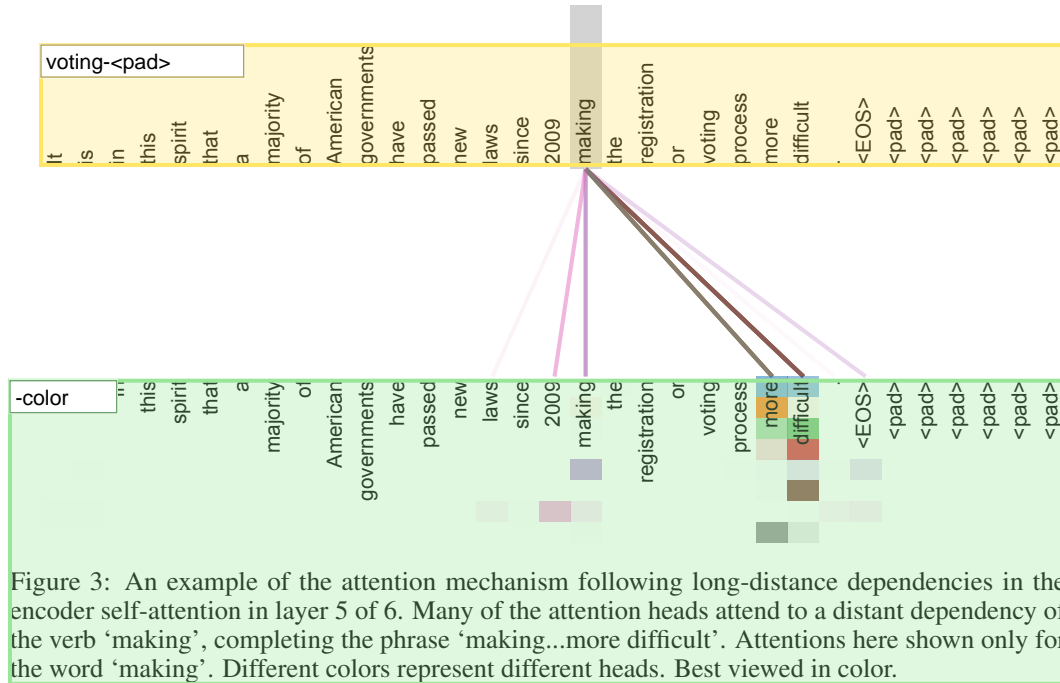 voting-<pad>
It is in this spirit that a majority of American governments have passed new laws since 2009 making the registration or voting process more difficult . <EOS> <pad> <pad> <pad> <pad> <pad> <pad>
-color
this spirit that a majority of American governments have passed new laws since 2009 making the registration or voting process more difficult . <EOS> <pad> <pad> <pad> <pad> <pad> <pad>
Figure 3: An example of the attention mechanism following long-distance dependencies in the
encoder self-attention in layer 5 of 6. Many of the attention heads attend to a distant dependency of
the verb ‘making’, completing the phrase ‘making...more difficult’. Attentions here shown only for
the word ‘making’. Different colors represent different heads. Best viewed in color.